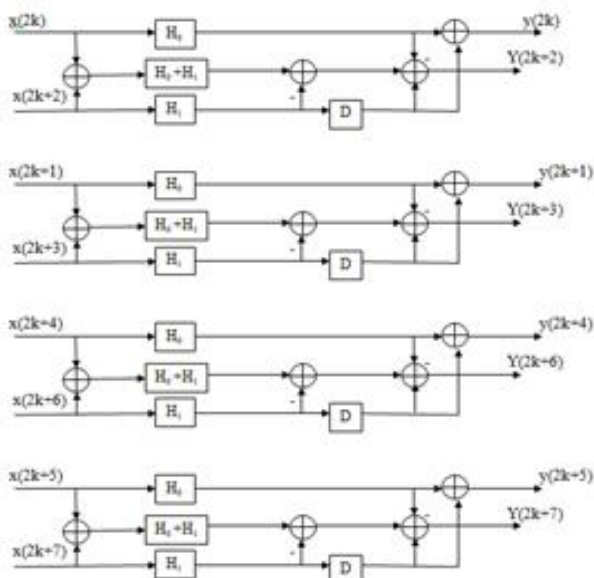 x(2k)
H₀
y(2k)
H₀+H₁
-
-
Y(2k+2)
x(2k+2)
H₁
D
x(2k+1)
H₀
y(2k+1)
H₀+H₁
-
-
Y(2k+3)
x(2k+3)
H₁
D
x(2k+4)
H₀
y(2k+4)
H₀+H₁
-
-
Y(2k+6)
x(2k+6)
H₁
D
x(2k+5)
H₀
y(2k+5)
H₀+H₁
-
-
Y(2k+7)
x(2k+7)
H₁
D